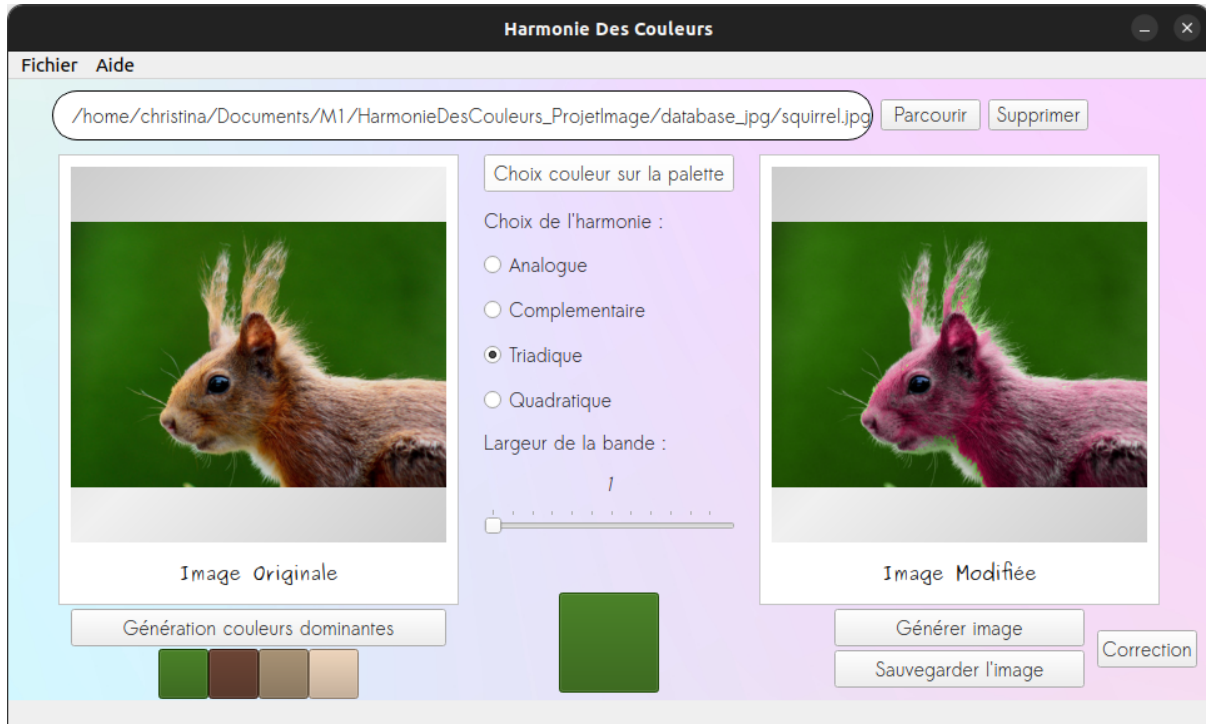 Harmonie Des Couleurs
Fichier Aide
/home/christina/Documents/M1/HarmonieDesCouleurs_ProjetImage/database_jpg/squirrel.jpg
Parcourir
Supprimer
Choix couleur sur la palette
Choix de l'harmonie :
Analogue
Complementaire
Triadique
Quadratique
Largeur de la bande :
1
Image Originale
Image Modifiée
Génération couleurs dominantes
Générer image
Sauvegarder l'image
Correction